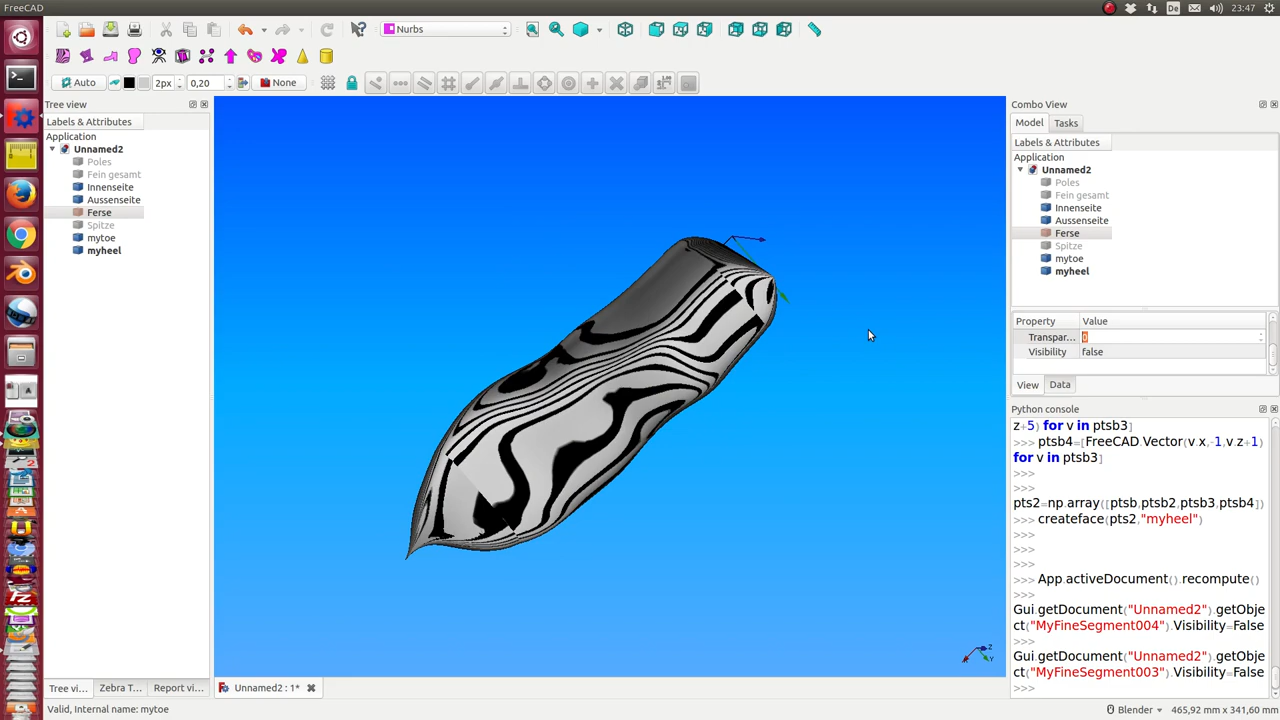 FreeCAD
De
23:47
Nurbs
Auto
2px
0,20
None
Tree view
Labels & Attributes
Application
Unnamed2
Poles
Fein gesamt
Innenseite
Aussenseite
Ferse
Spitze
mytoe
myheel
Combo View
Model
Tasks
Labels & Attributes
Application
Unnamed2
Poles
Fein gesamt
Innenseite
Aussenseite
Ferse
Spitze
mytoe
myheel
Property
Value
Transpar...
0
Visibility
false
View
Data
Python console
z+5) for v in ptsb3]
>>> ptsb4=[FreeCAD.Vector(v.x,-1,v.z+1)
for v in ptsb3]
>>>
>>>
pts2=np.array([ptsb,ptsb2,ptsb3,ptsb4])
>>> createface(pts2,"myheel")
>>>
>>>
>>>
>>> App.activeDocument().recompute()
>>>
Gui.getDocument("Unnamed2").getObje
ct("MyFineSegment004").Visibility=False
>>>
Gui.getDocument("Unnamed2").getObje
ct("MyFineSegment003").Visibility=False
>>>
Tree vi...
Zebra T...
Report vi...
Unnamed2 : 1*
Valid, Internal name: mytoe
Blender
465,92 mm x 341,60 mm